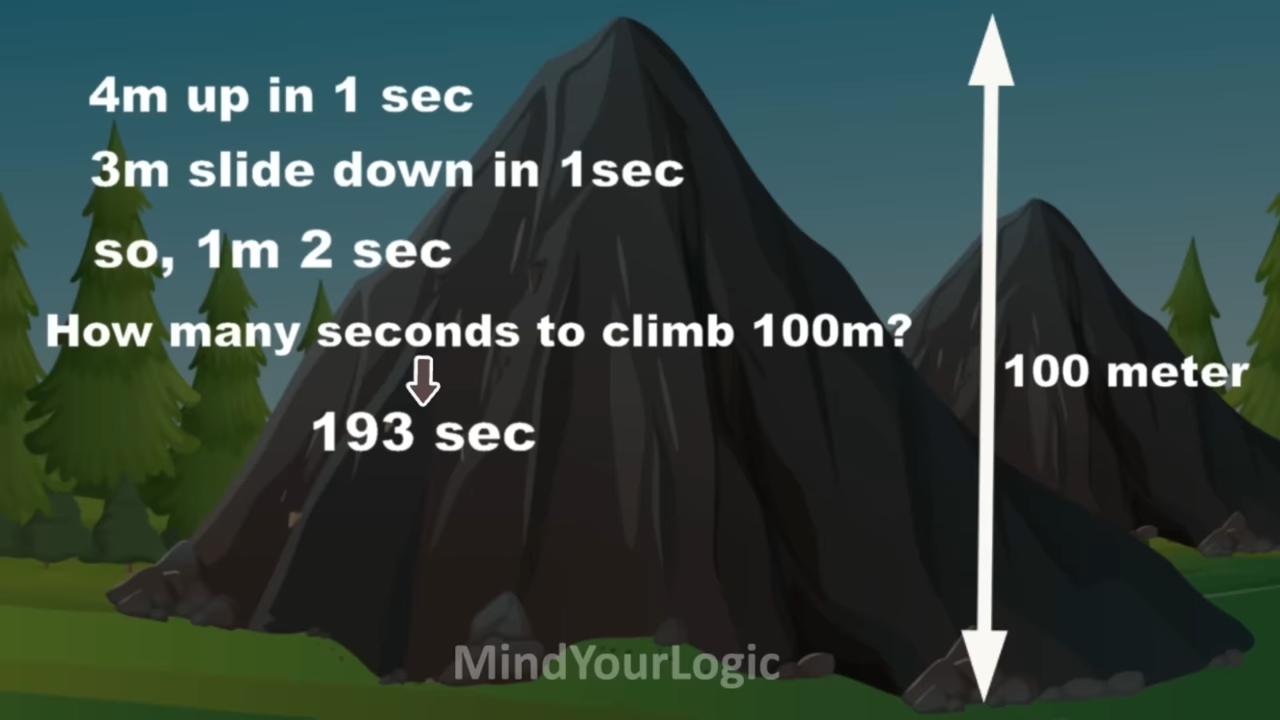 4m up in 1 sec
3m slide down in 1sec
so, 1m 2 sec
How many seconds to climb 100m?
193 sec
100 meter
MindYourLogic